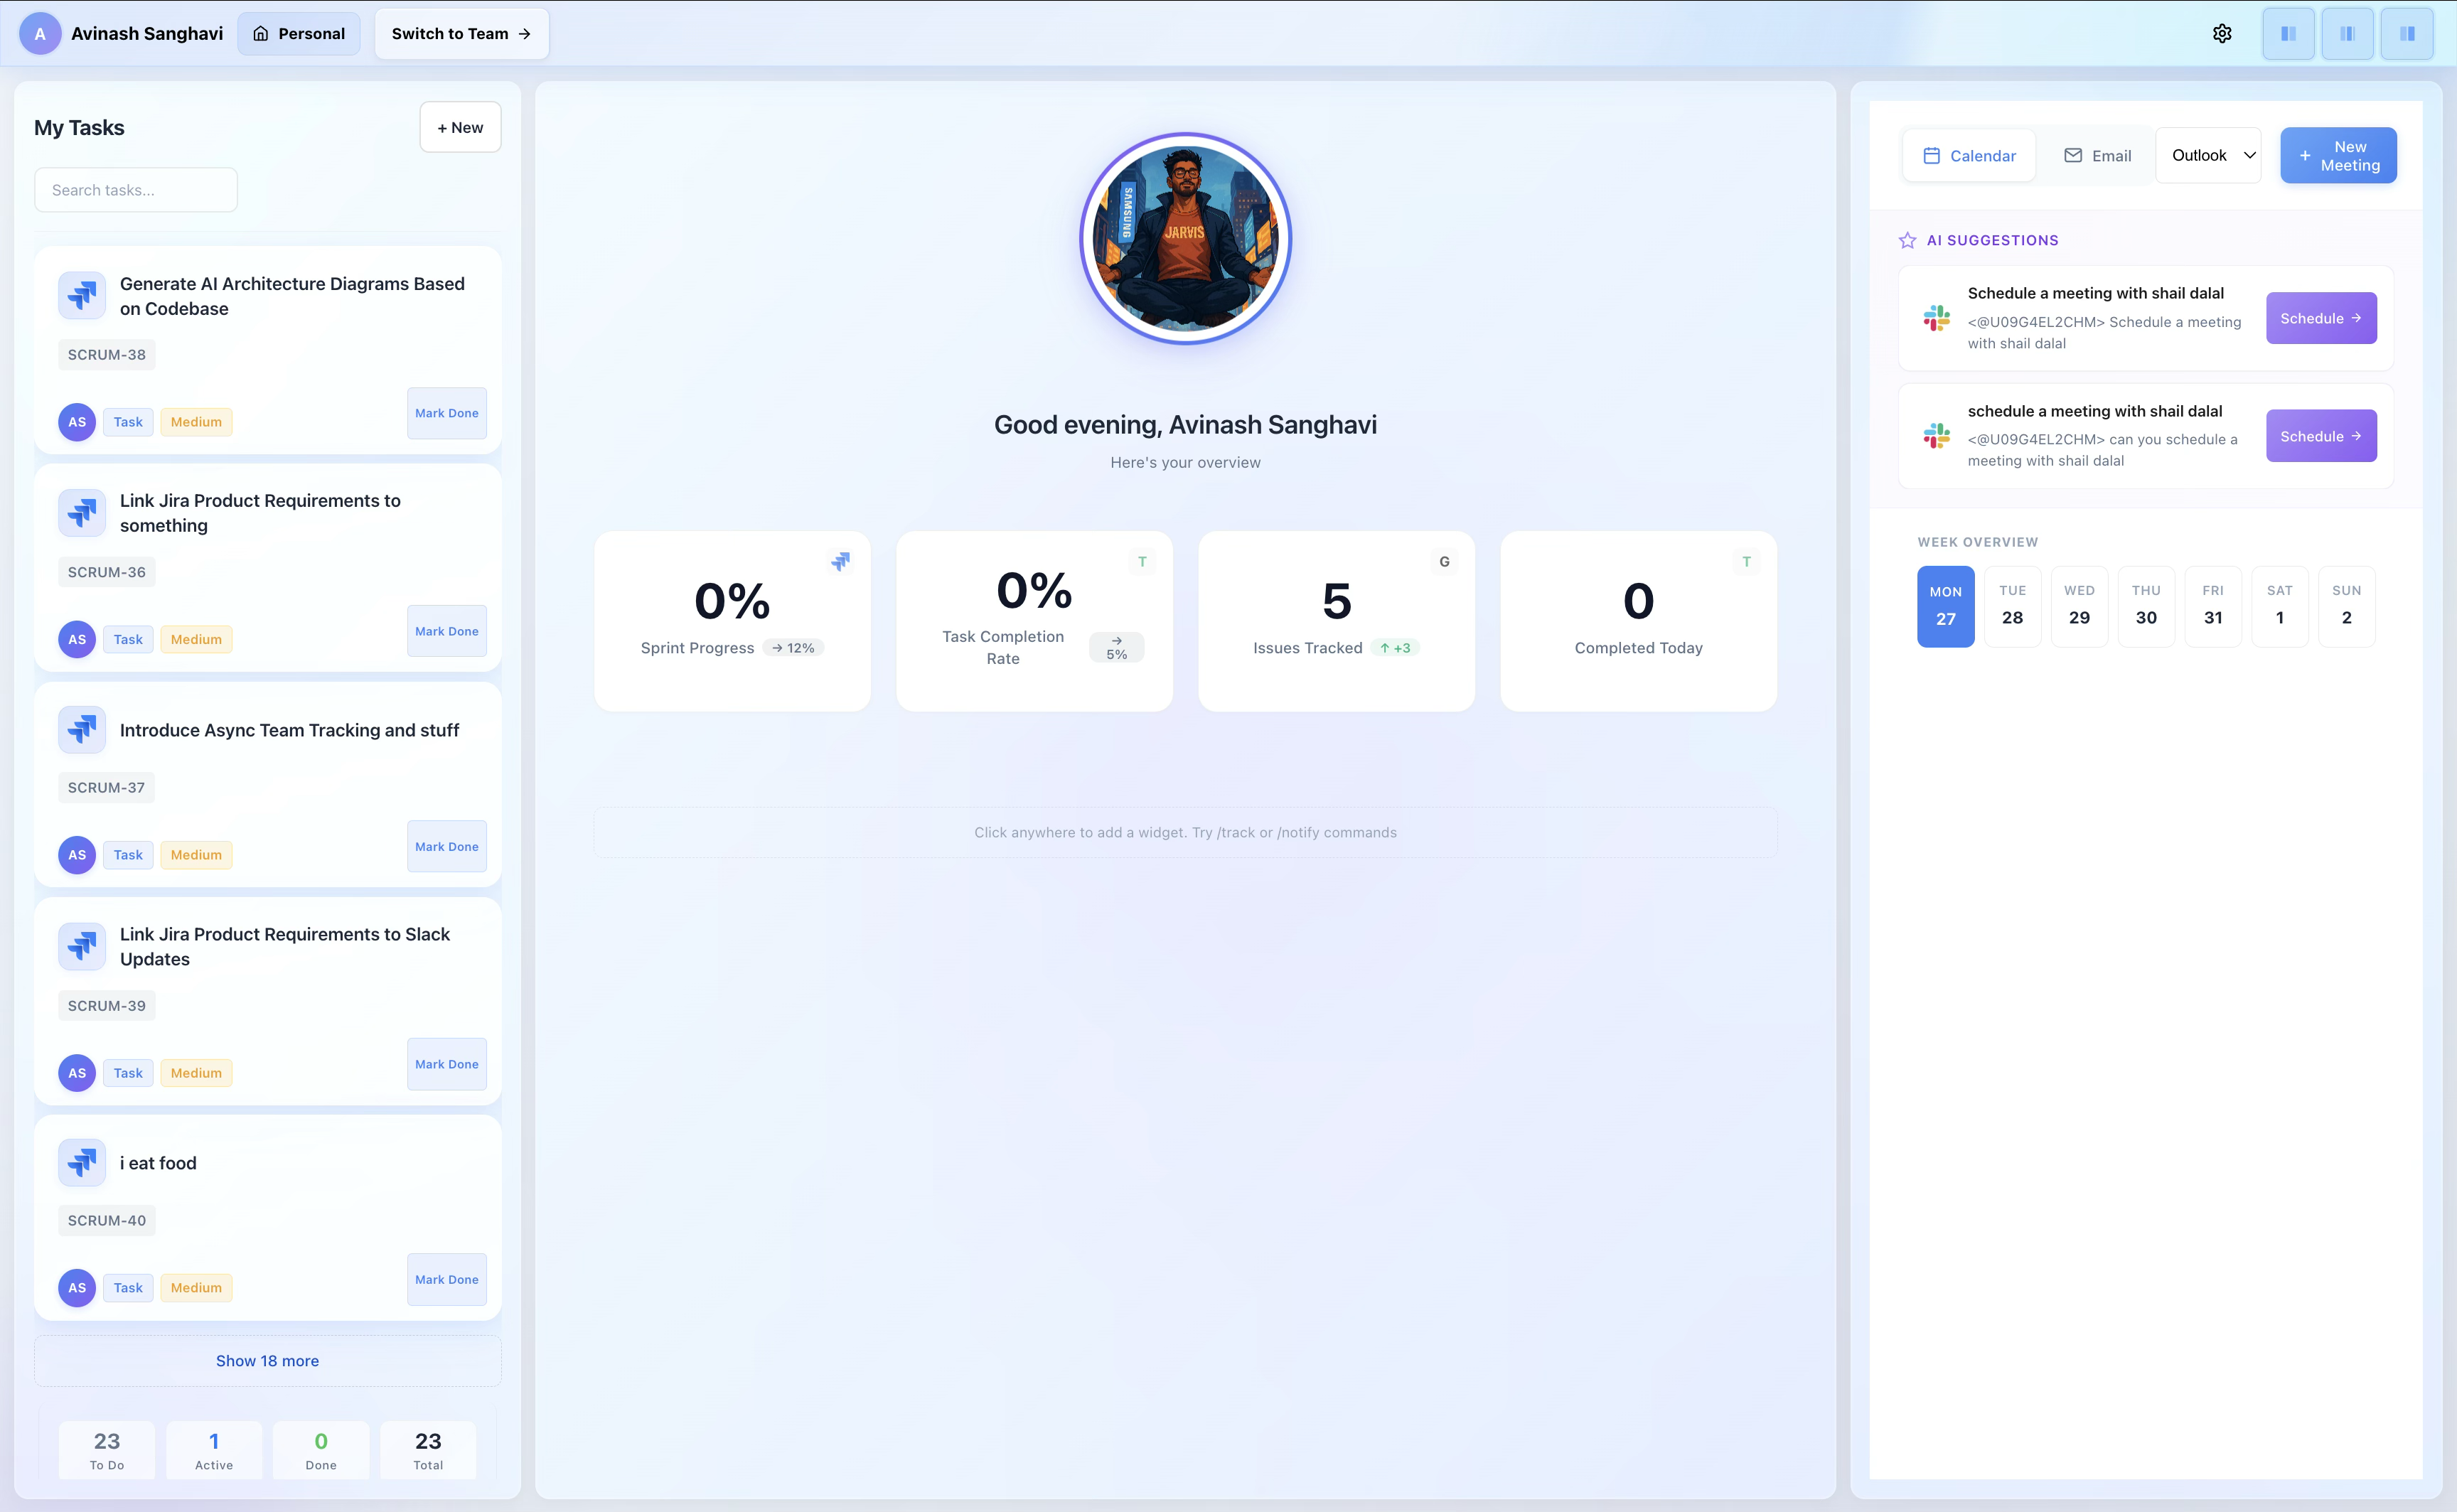 A
Avinash Sanghavi
Personal
Switch to Team →
My Tasks
+ New
Search tasks...
Generate AI Architecture Diagrams Based
on Codebase
SCRUM-38
AS Task Medium
Mark Done
Link Jira Product Requirements to
something
SCRUM-36
AS Task Medium
Mark Done
Introduce Async Team Tracking and stuff
SCRUM-37
AS Task Medium
Mark Done
Link Jira Product Requirements to Slack
Updates
SCRUM-39
AS Task Medium
Mark Done
i eat food
SCRUM-40
AS Task Medium
Mark Done
Show 18 more
23
To Do
1
Active
0
Done
23
Total
SAMSUNG
JARVIS
Good evening, Avinash Sanghavi
Here's your overview
0%
Sprint Progress → 12%
T
0%
Task Completion
Rate
→
5%
G
5
Issues Tracked ↑ +3
T
0
Completed Today
Click anywhere to add a widget. Try /track or /notify commands
Calendar
Email
Outlook
+ New
Meeting
AI SUGGESTIONS
Schedule a meeting with shail dalal
<@U09G4EL2CHM> Schedule a meeting
with shail dalal
Schedule →
schedule a meeting with shail dalal
<@U09G4EL2CHM> can you schedule a
meeting with shail dalal
Schedule →
WEEK OVERVIEW
MON
27
TUE
28
WED
29
THU
30
FRI
31
SAT
1
SUN
2